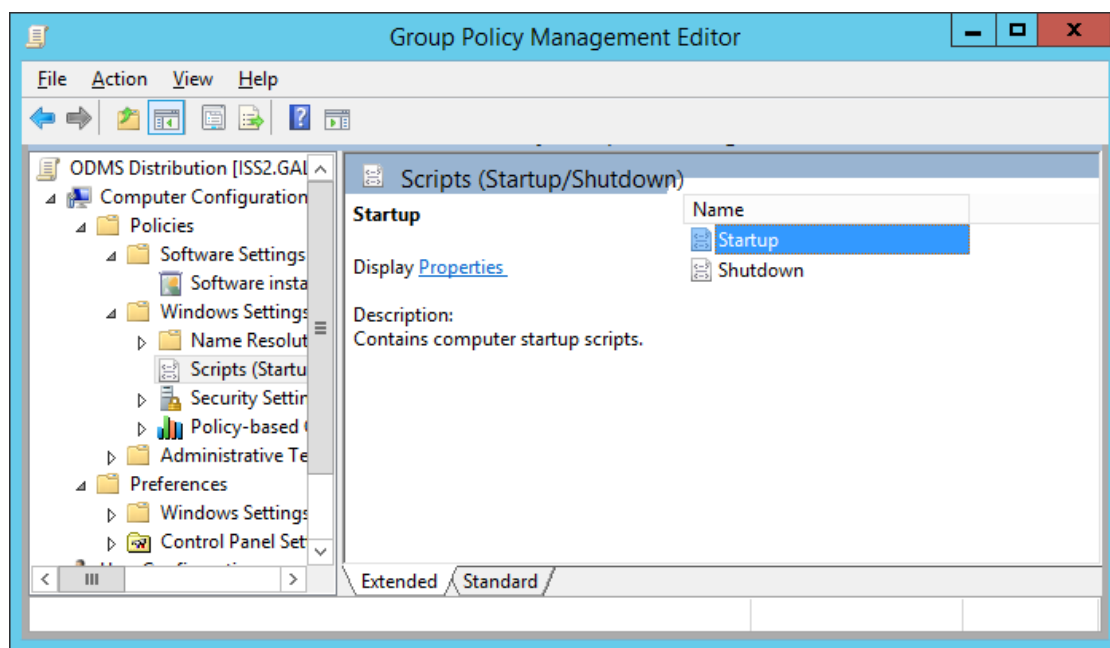 Group Policy Management Editor
x
File Action View Help
?
ODMS Distribution [ISS2.GAL
Computer Configuration
Policies
Software Settings
Software insta
Windows Settings
Name Resolut
Scripts (Startu
Security Settin
Policy-based
Administrative Te
Preferences
Windows Settings
Control Panel Set
Scripts (Startup/Shutdown)
Startup
Display Properties
Description:
Contains computer startup scripts.
Name
Startup
Shutdown
Extended Standard